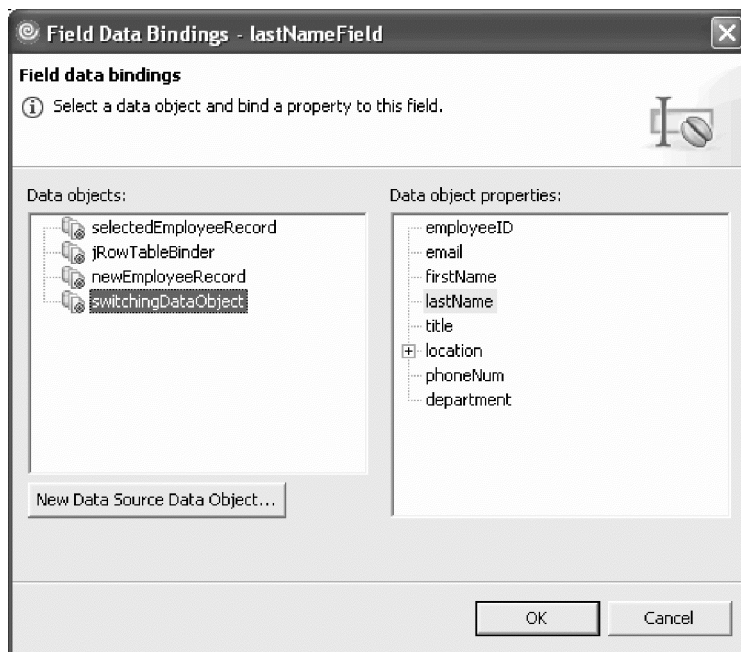 Field Data Bindings - lastNameField
Field data bindings
Select a data object and bind a property to this field.
Data objects:
selectedEmployeeRecord
jRowTableBinder
newEmployeeRecord
switchingDataObject
New Data Source Data Object...
Data object properties:
employeeID
email
firstName
lastName
title
location
phoneNum
department
OK
Cancel